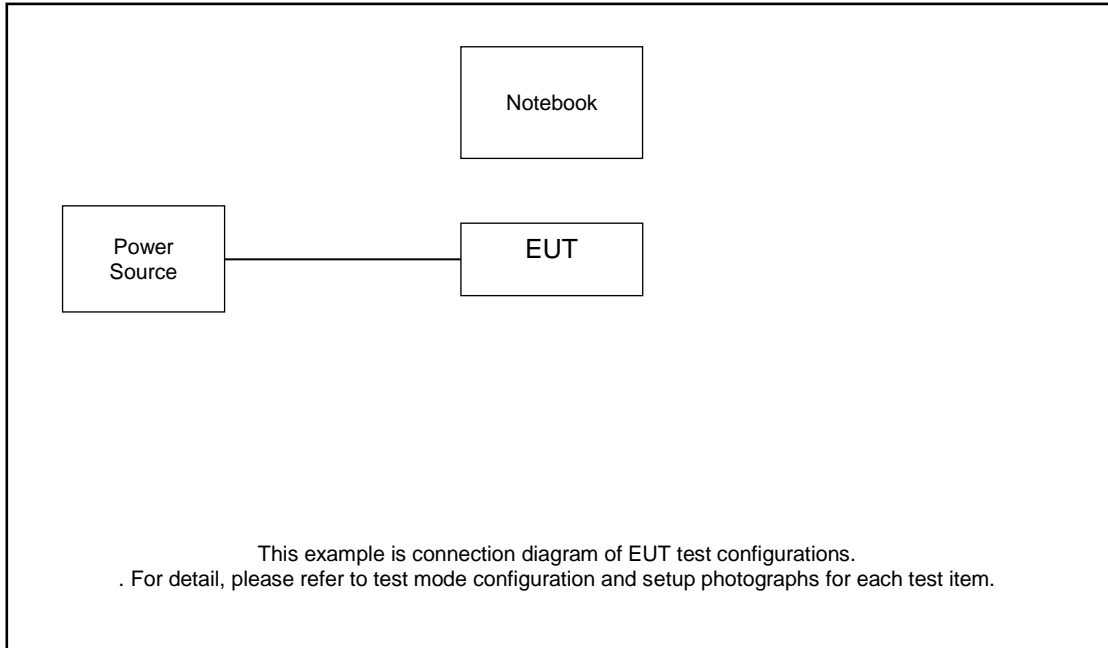 Notebook
Power
Source
EUT
This example is connection diagram of EUT test configurations.
. For detail, please refer to test mode configuration and setup photographs for each test item.